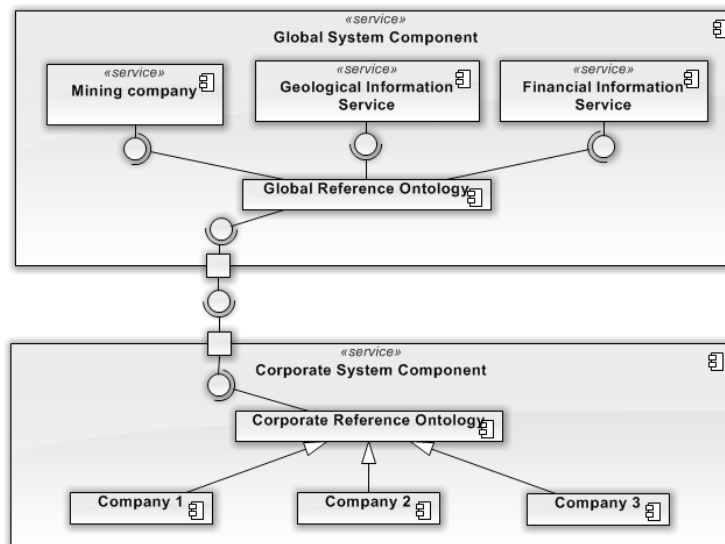 «service»
Global System Component
«service»
Mining company
«service»
Geological Information
Service
«service»
Financial Information
Service
Global Reference Ontology
«service»
Corporate System Component
Corporate Reference Ontology
Company 1
Company 2
Company 3